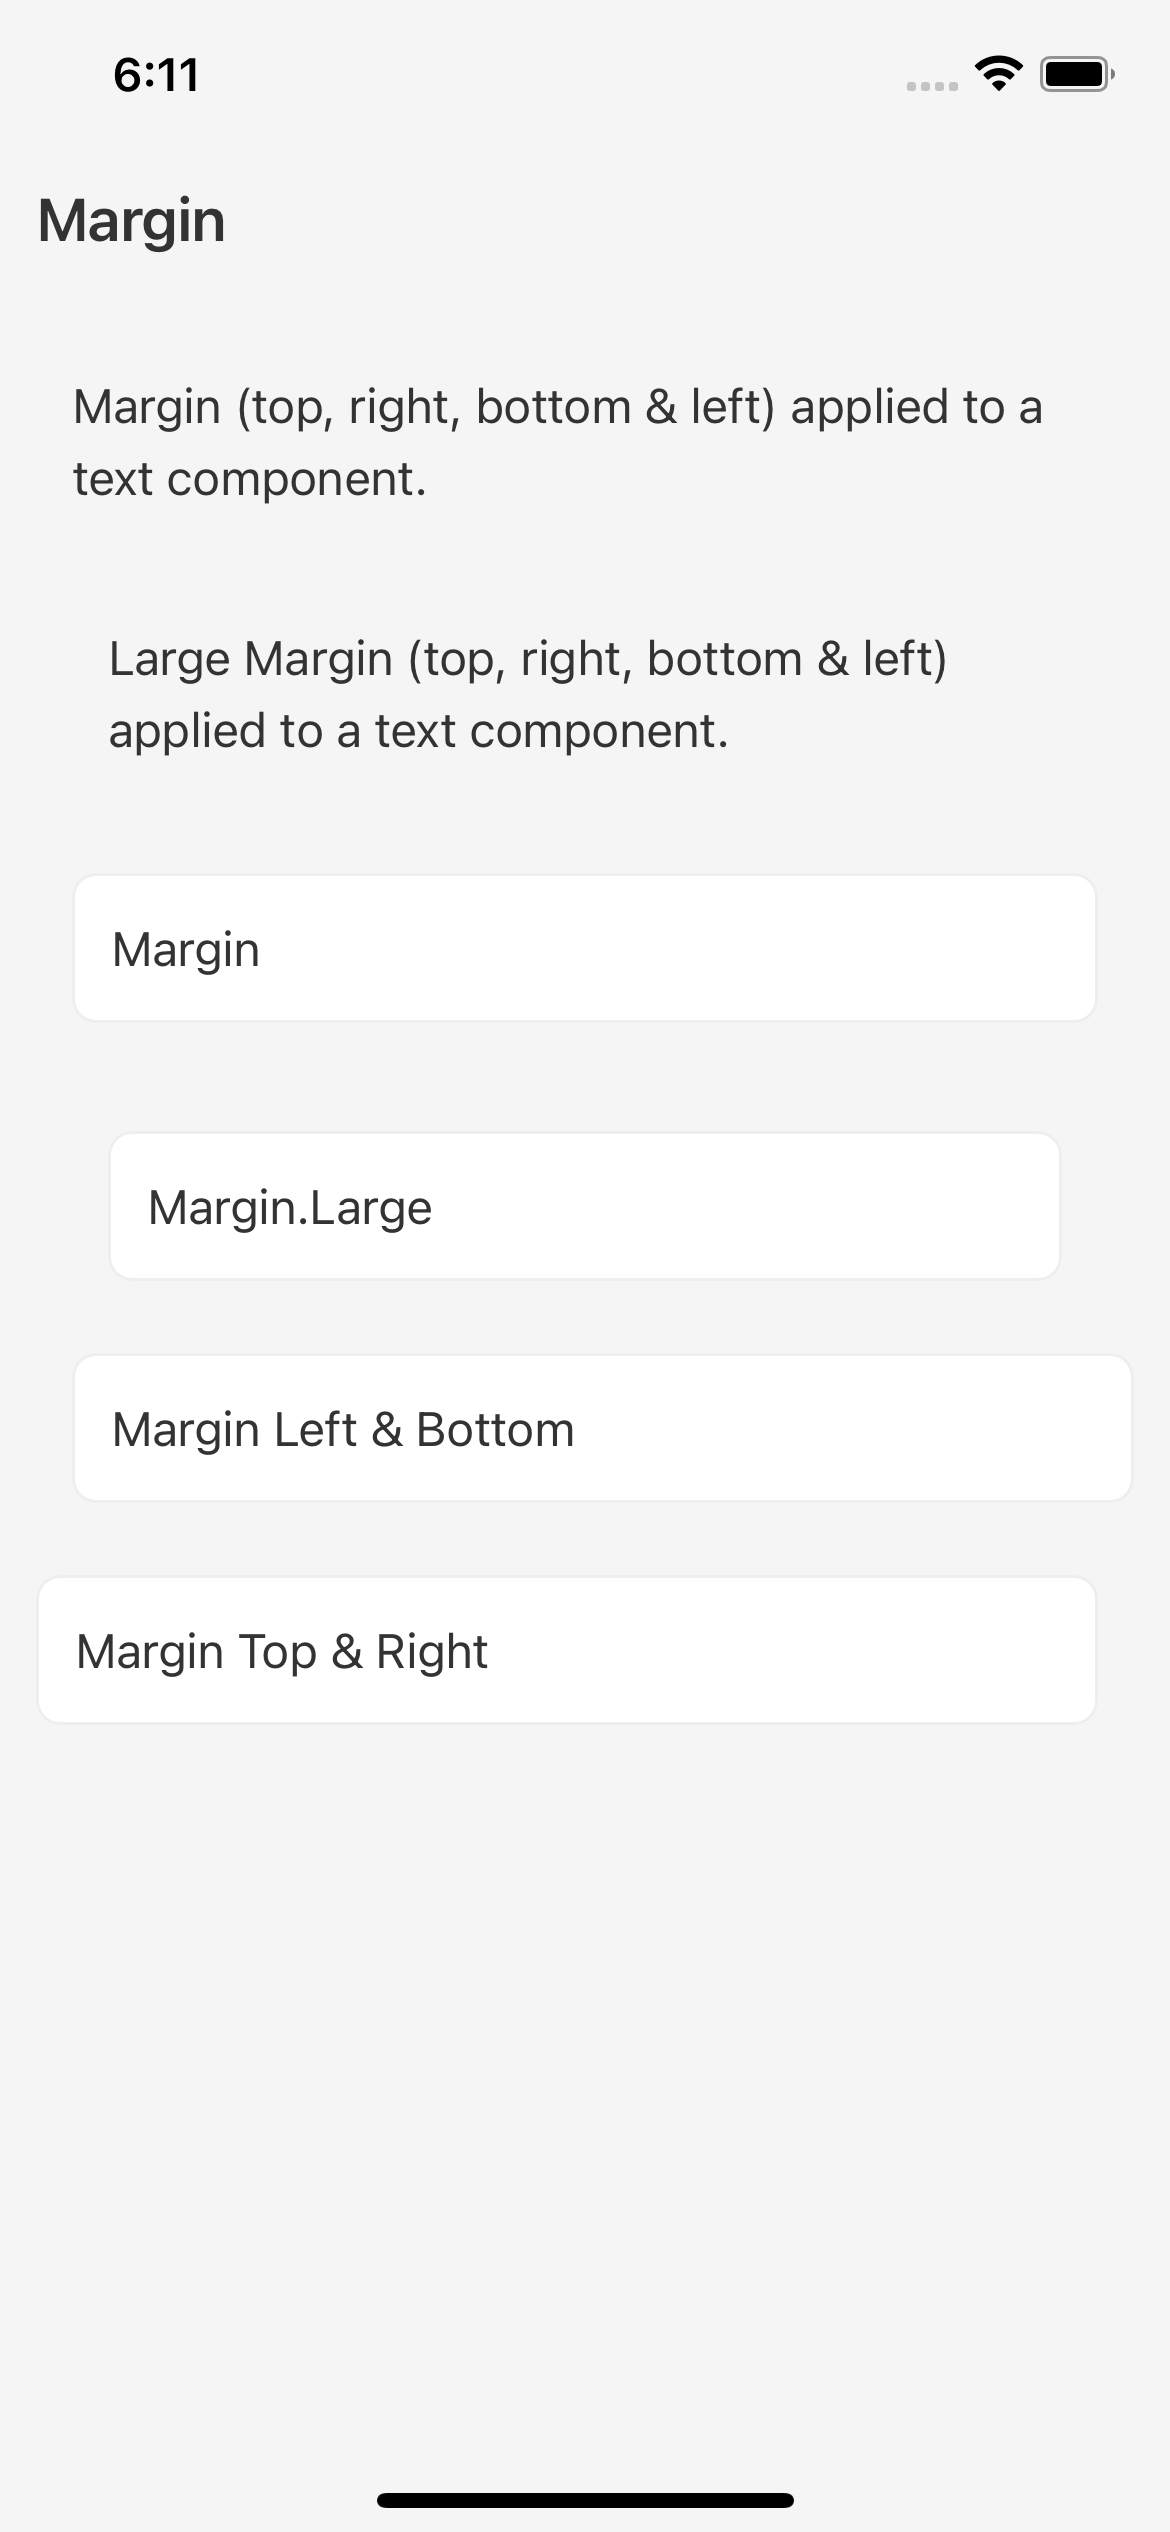 6:11
Margin
Margin (top, right, bottom & left) applied to a
text component.
Large Margin (top, right, bottom & left)
applied to a text component.
Margin
Margin.Large
Margin Left & Bottom
Margin Top & Right